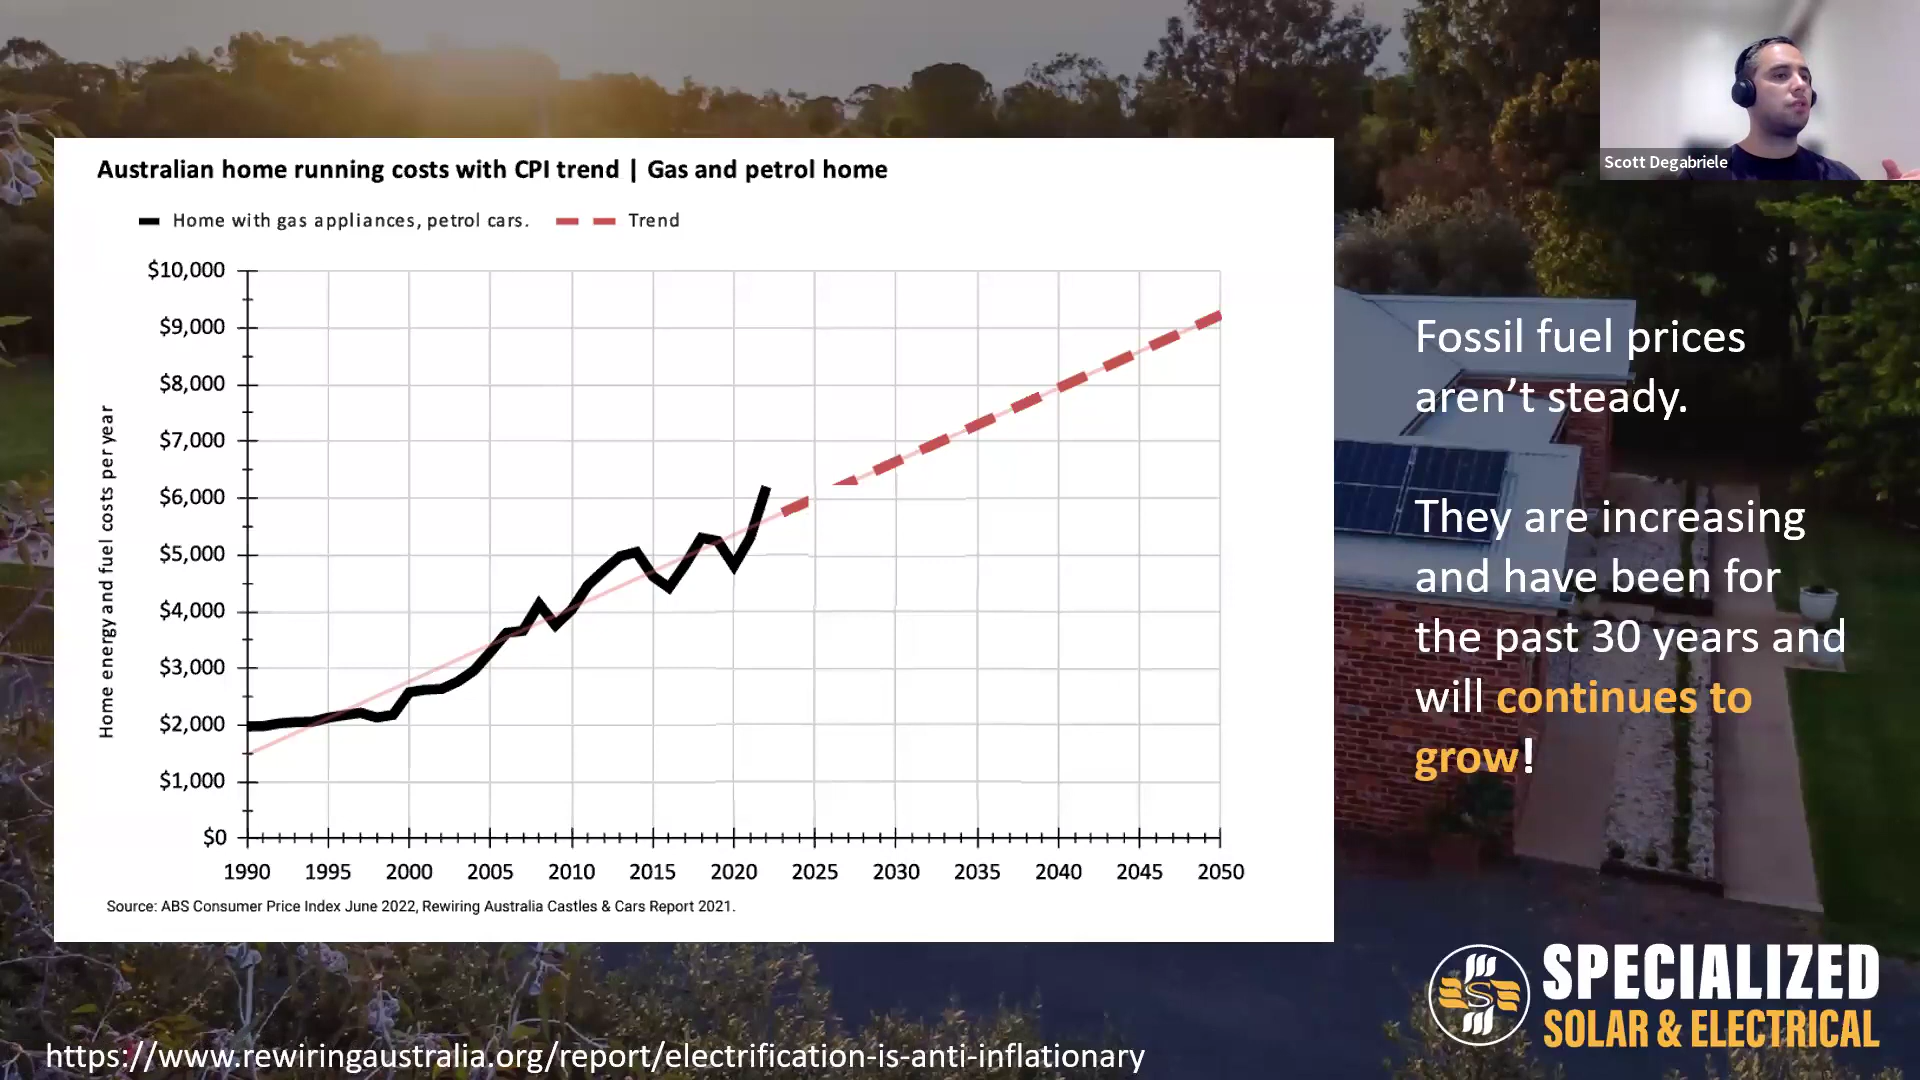 Scott Degabriele
Australian home running costs with CPI trend | Gas and petrol home
Home with gas appliances, petrol cars.
Trend
Home energy and fuel costs per year
$10,000
$9,000
$8,000
$7,000
$6,000
$5,000
$4,000
$3,000
$2,000
$1,000
$0
1990 1995 2000 2005 2010 2015 2020 2025 2030 2035 2040 2045 2050
Source: ABS Consumer Price Index June 2022, Rewiring Australia Castles & Cars Report 2021.
Fossil fuel prices
aren’t steady.
They are increasing
and have been for
the past 30 years and
will continues to
grow!
S
SPECIALIZED
SOLAR & ELECTRICAL
https://www.rewiringaustralia.org/report/electrification-is-anti-inflationary